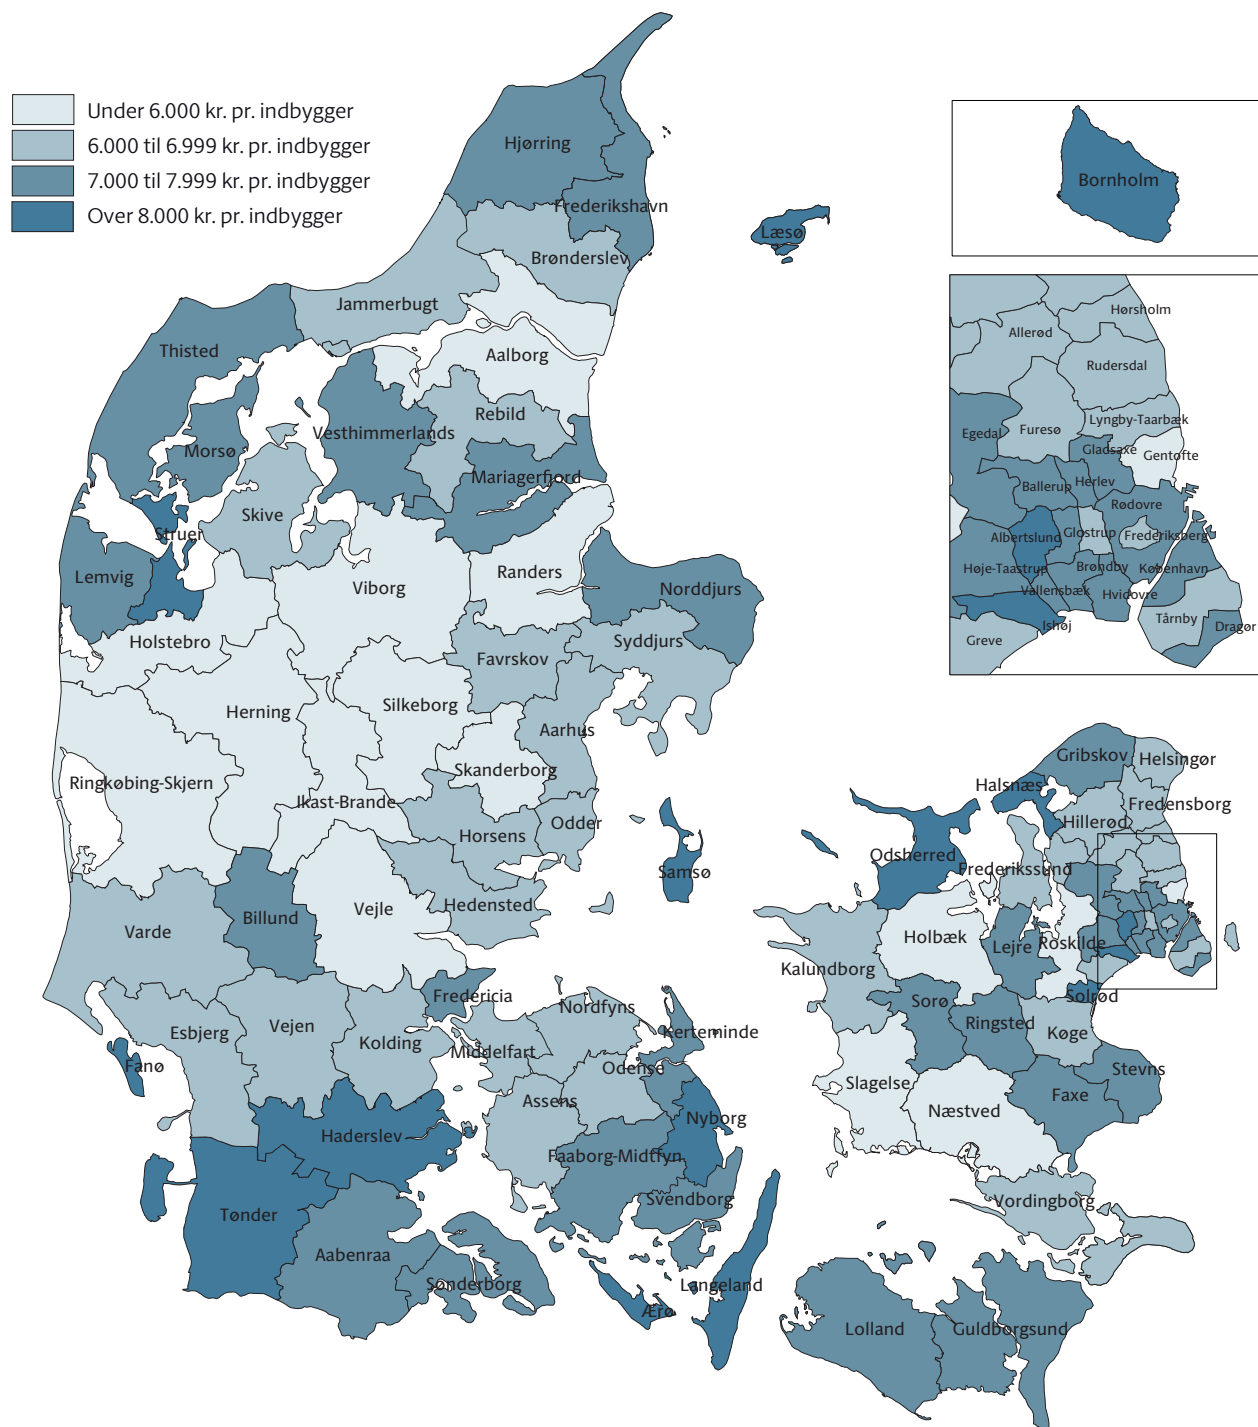 Under 6.000 kr. pr. indbygger
6.000 til 6.999 kr. pr. indbygger
7.000 til 7.999 kr. pr. indbygger
Over 8.000 kr. pr. indbygger
Hjørring
Frederikshavn
Læsø
Brønderslev
Jammerbugt
Thisted
Aalborg
Rebild
Vesthimmerlands
Morsø
Mariagerfjord
Skive
Struer
Lemvig
Viborg
Randers
Norddjurs
Holstebro
Favrskov
Syddjurs
Herning
Silkeborg
Aarhus
Skanderborg
Ringkøbing-Skjern
Ikast-Brande
Horsens
Odder
Samsø
Hedensted
Vejle
Billund
Varde
Fredericia
Esbjerg
Vejen
Kolding
Fanø
Haderslev
Tønder
Aabenraa
Sønderborg
Nordfyns
Middelfart
Kerteminde
Odense
Assens
Nyborg
Faaborg-Midtfyn
Svendborg
Langeland
Ærø
Bornholm
Hørsholm
Allerød
Rudersdal
Lyngby-Taarbæk
Furesø
Egedal
Gladsaxe
Gentofte
Ballerup
Herlev
Rødovre
Albertslund
Glostrup
Frederiksberg
Høje-Taastrup
Brøndby
København
Vallensbæk
Hvidovre
Ishøj
Tårnby
Dragør
Greve
Gribskov
Helsingør
Halsnæs
Fredensborg
Hillerød
Odsherred
Frederikssund
Holbæk
Lejre
Roskilde
Kalundborg
Solrød
Sorø
Ringsted
Køge
Stevns
Slagelse
Næstved
Faxe
Vordingborg
Lolland
Guldborgsund